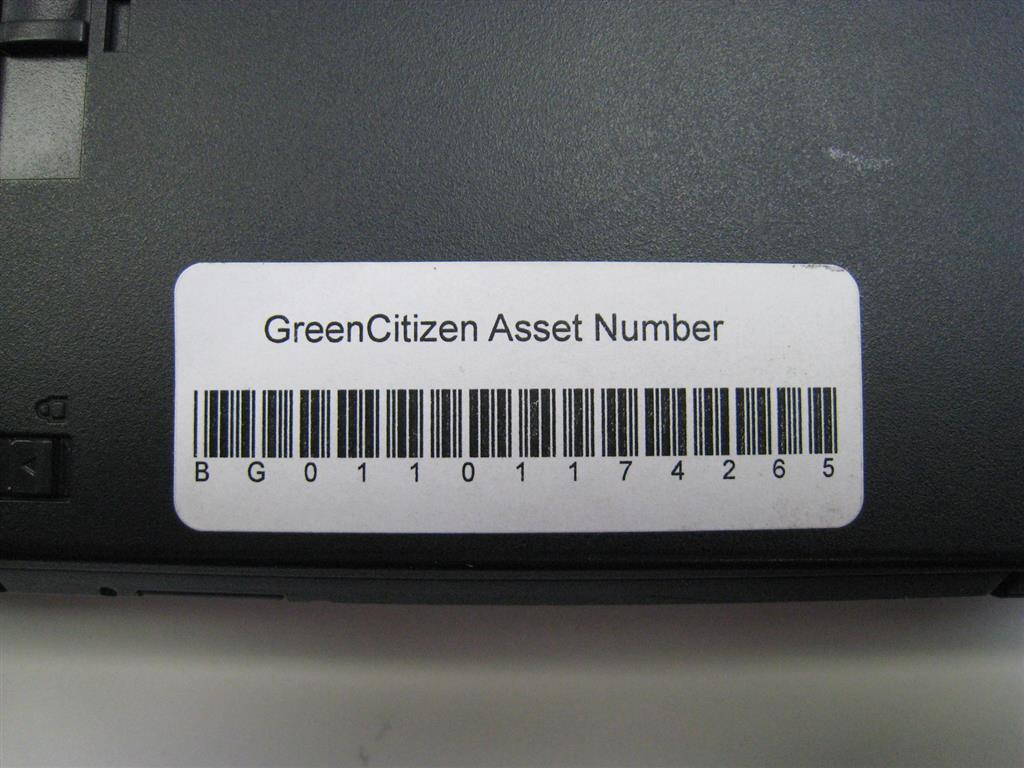 GreenCitizen Asset Number
B G 0 1 1 0 1 1 7 4 2 6 5